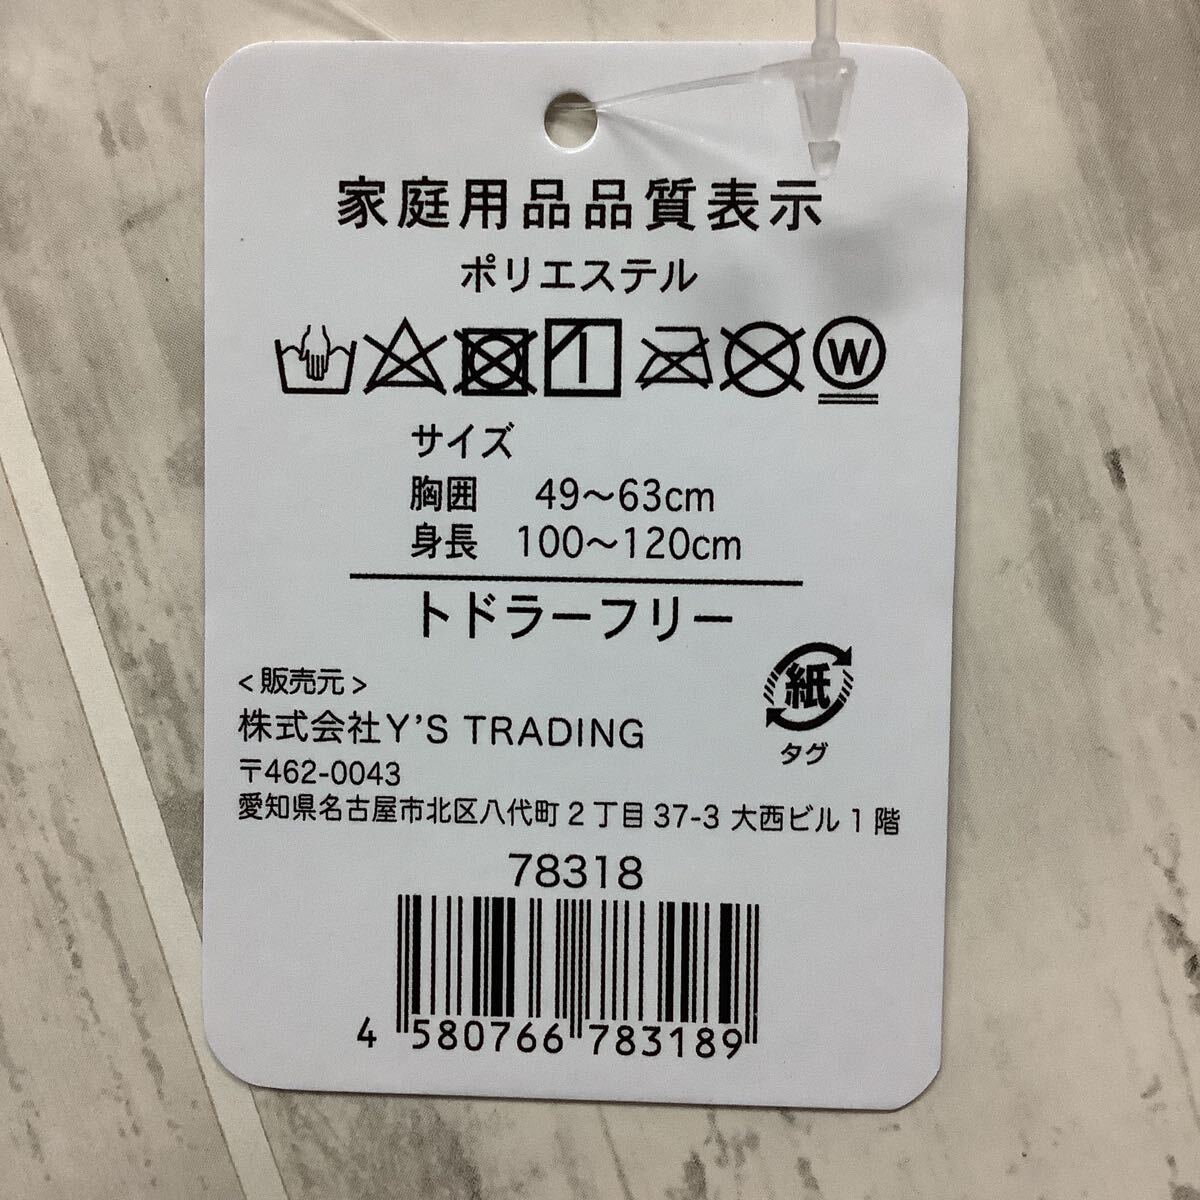 家庭用品品質表示
ポリエステル
W
サイズ
胸囲 49～63cm
身長 100～120cm
トドラーフリー
<販売元>
株式会社Y'S TRADING
紙
タグ
〒462-0043
愛知県名古屋市北区八代町2丁目37-3 大西ビル1階
78318
4 580766 783189